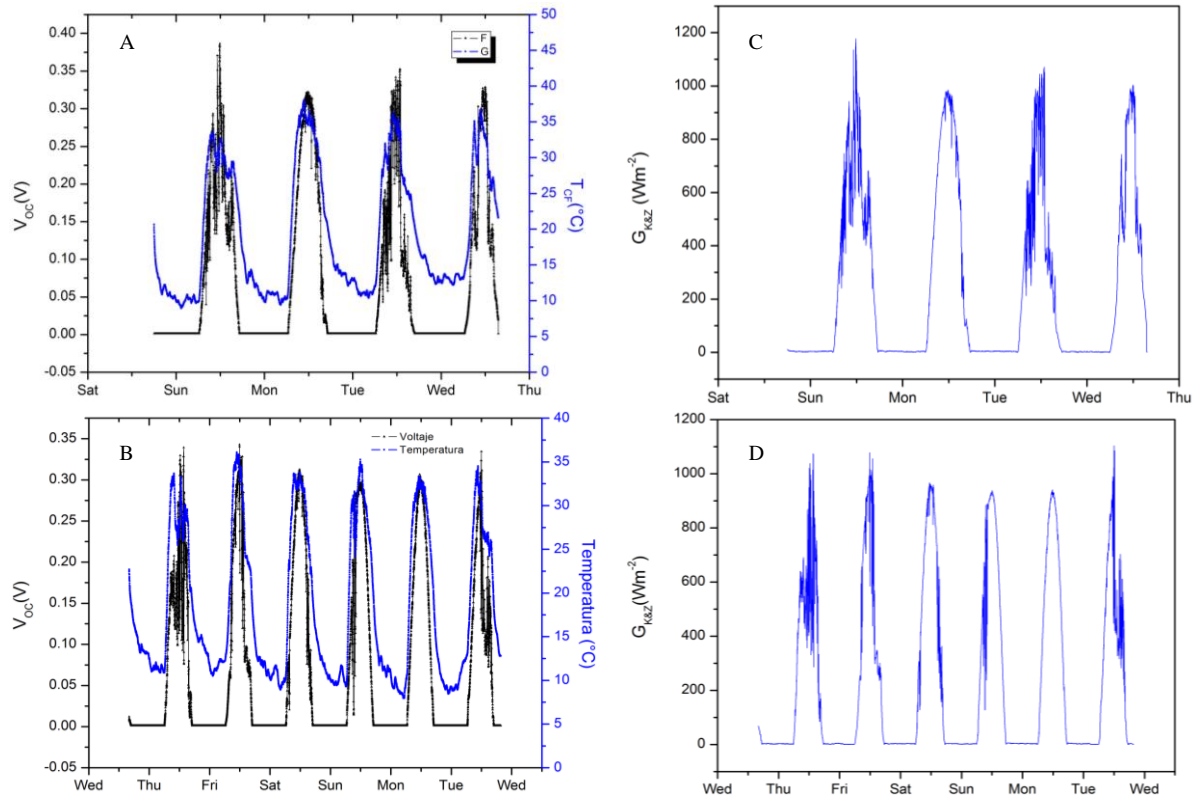 A
F
G
0.40
0.35
0.30
0.25
0.20
0.15
0.10
0.05
0.00
-0.05
V_OC(V)
50
45
40
35
30
25
20
15
10
5
0
T_CF(°C)
Sat Sun Mon Tue Wed Thu
C
1200
1000
800
600
400
200
0
G_K&Z (Wm⁻²)
Sat Sun Mon Tue Wed Thu
B
Voltaje
Temperatura
0.35
0.30
0.25
0.20
0.15
0.10
0.05
0.00
-0.05
V_OC(V)
40
35
30
25
20
15
10
5
0
Temperatura (°C)
Wed Thu Fri Sat Sun Mon Tue Wed
D
1200
1000
800
600
400
200
0
G_K&Z(Wm⁻²)
Wed Thu Fri Sat Sun Mon Tue Wed